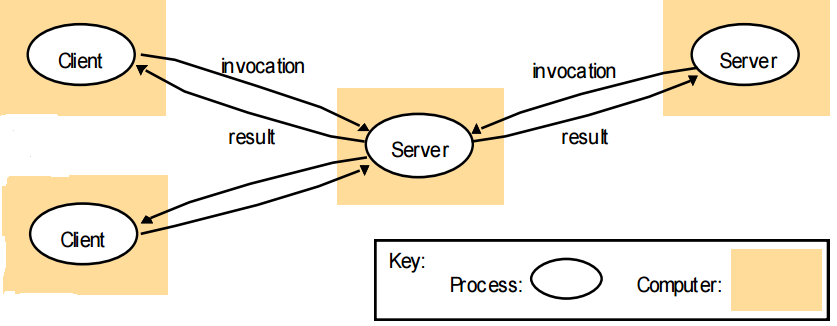 Client
invocation
result
Server
invocation
result
Server
Client
Key:
Process:
Computer: